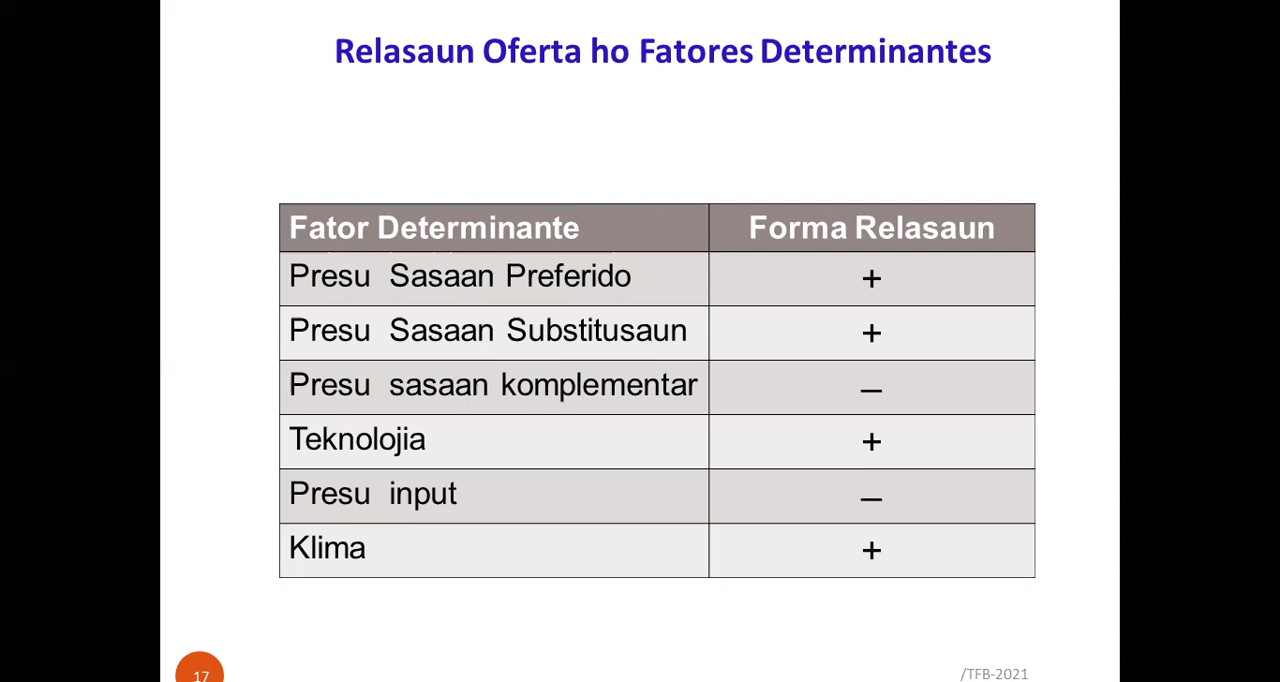 Relasaun Oferta ho Fatores Determinantes
Fator Determinante Forma Relasaun
Presu Sasaan Preferido +
Presu Sasaan Substitusaun +
Presu sasaan komplementar –
Teknolojia +
Presu input –
Klima +
17
/TFB-2021